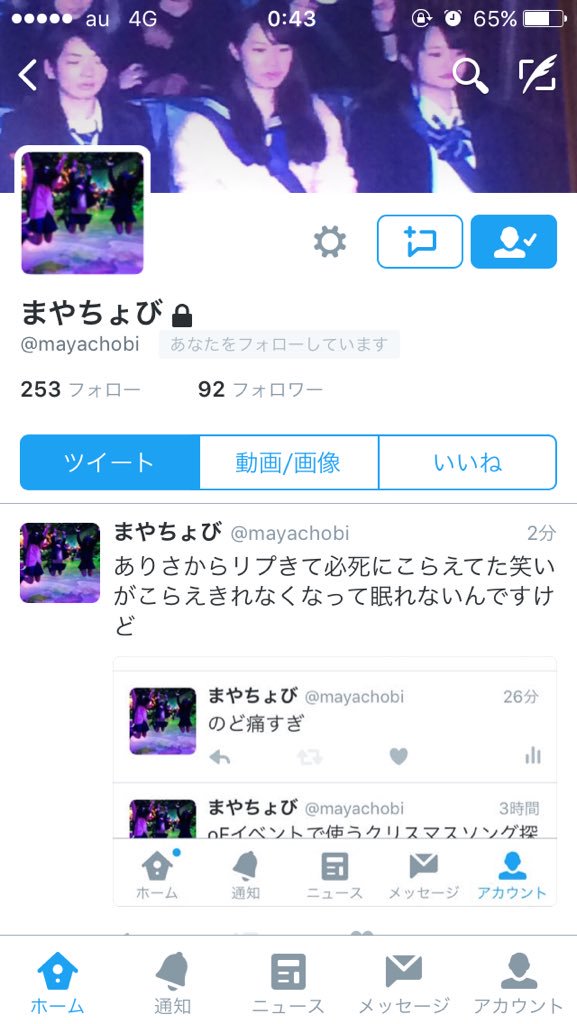 au 4G 0:43 65%
まやちょび
@mayachobi あなたをフォローしています
253 フォロー 92 フォロワー
ツイート 動画/画像 いいね
まやちょび @mayachobi 2分
ありさからリプきて必死にこらえてた笑い
がこらえきれなくなって眠れないんですけ
ど
まやちょび @mayachobi 26分
のど痛すぎ
まやちょび @mayachobi 3時間
oFイベントで使うクリスマスソング探
ホーム 通知 ニュース メッセージ アカウント
ホーム 通知 ニュース メッセージ アカウント